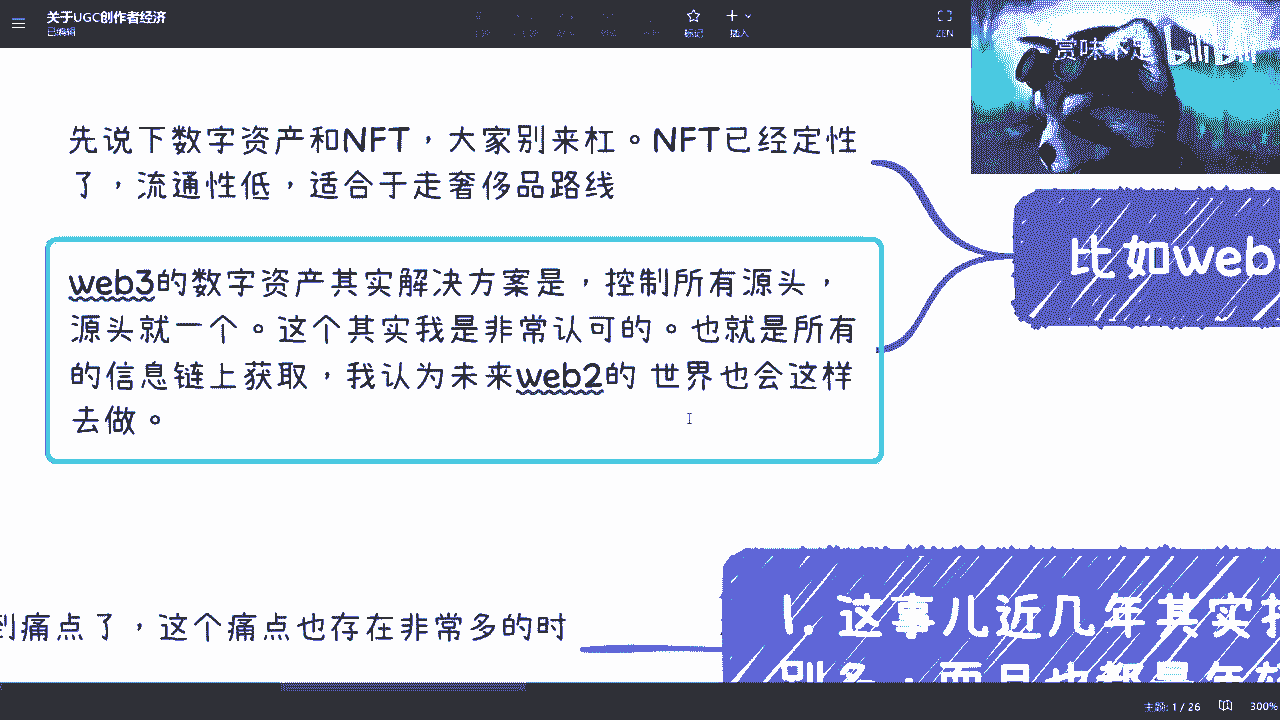 关于UGC创作者经济
已编辑
标记
插入
ZEN
赏味不足 bilibili
先说下数字资产和NFT，大家别来杠。NFT已经定性
了，流通性低，适合于走奢侈品路线
web3的数字资产其实解决方案是，控制所有源头，
源头就一个。这个其实我是非常认可的。也就是所有
的信息链上获取，我认为未来web2的 世界也会这样
去做。
比如web
到痛点了，这个痛点也存在非常多的时
1. 这事儿近几年其实
主题: 1 / 26
300%